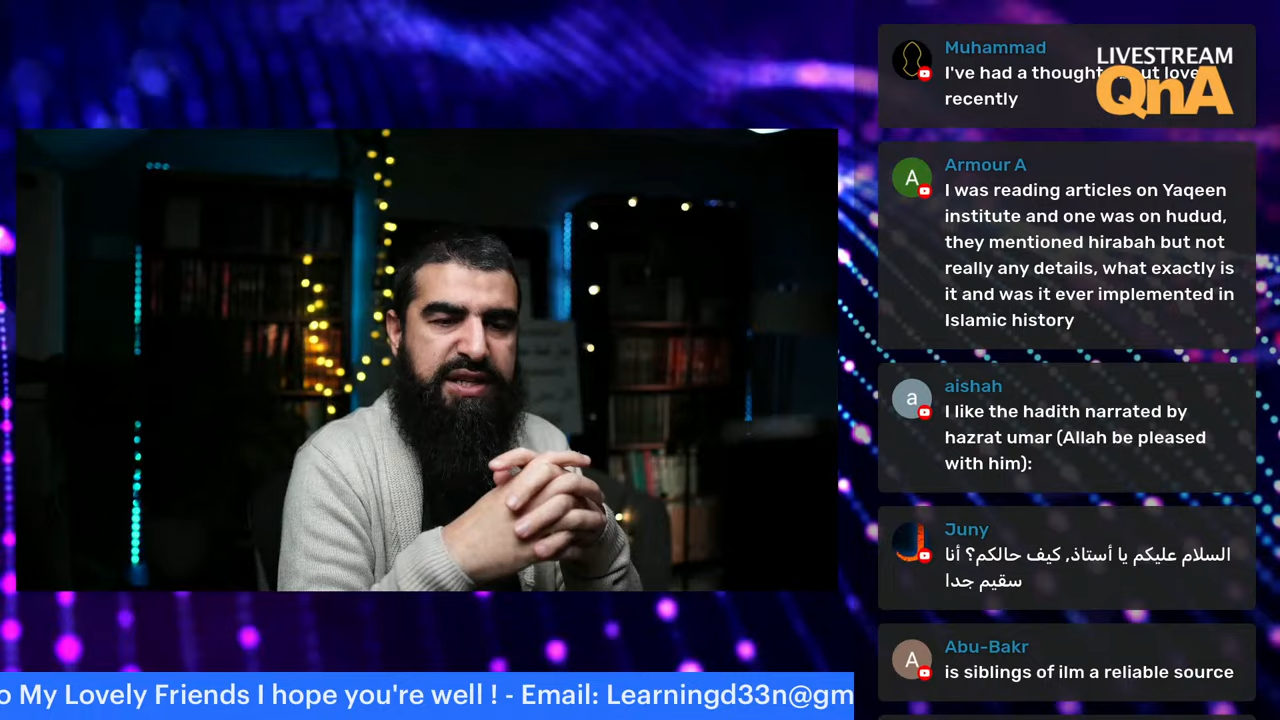 Muhammad
I've had a thought about love
recently
LIVESTREAM
QnA
Armour A
I was reading articles on Yaqeen
institute and one was on hudud,
they mentioned hirabah but not
really any details, what exactly is
it and was it ever implemented in
Islamic history
aishah
I like the hadith narrated by
hazrat umar (Allah be pleased
with him):
Juny
السلام عليكم يا أستاذ, كيف حالكم؟ أنا
سقيم جدا
Abu-Bakr
is siblings of ilm a reliable source
o My Lovely Friends I hope you're well ! - Email: Learningd33n@gm